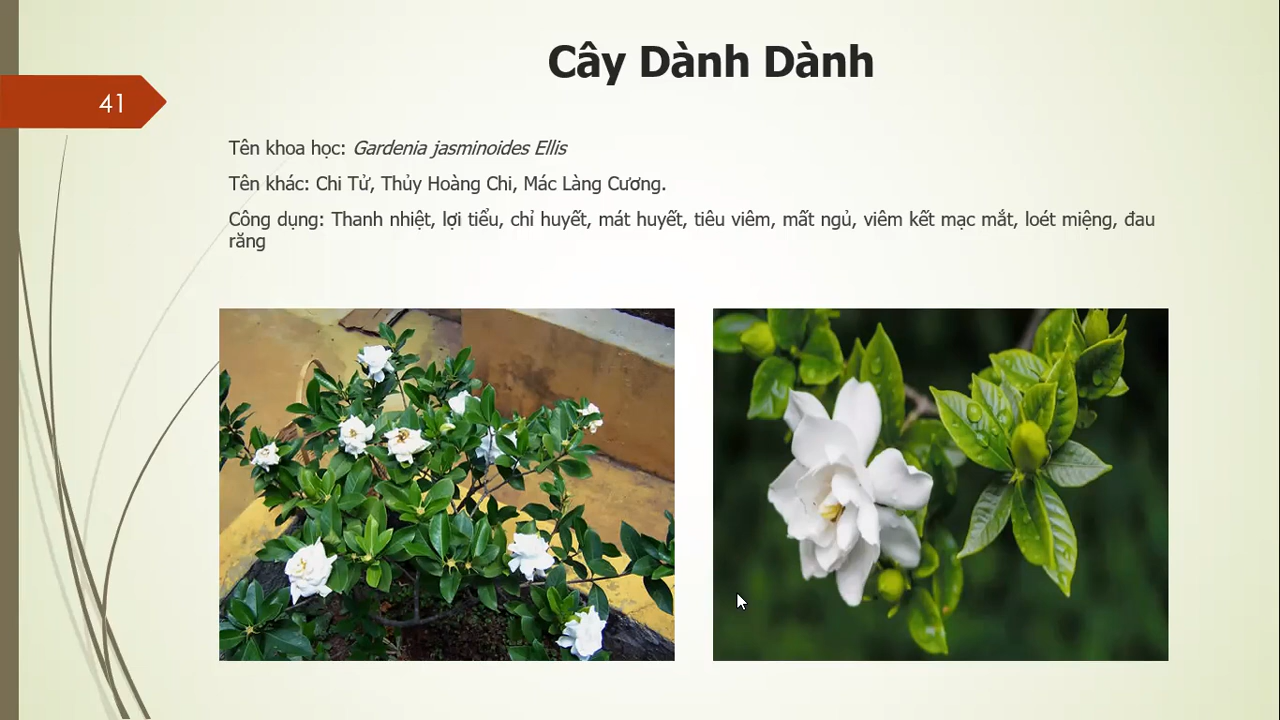 Cây Dành Dành
41
Tên khoa học: Gardenia jasminoides Ellis
Tên khác: Chi Tử, Thủy Hoàng Chi, Mác Làng Cương.
Công dụng: Thanh nhiệt, lợi tiểu, chỉ huyết, mát huyết, tiêu viêm, mất ngủ, viêm kết mạc mắt, loét miệng, đau
răng